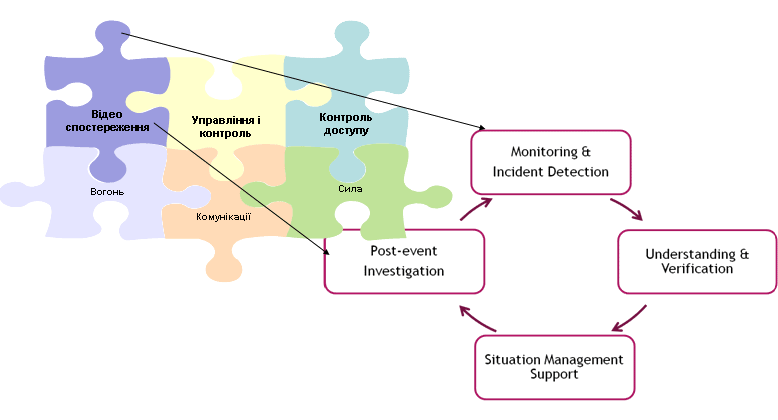 Відео
спостереження
Управління і
контроль
Контроль
доступу
Вогонь
Комунікації
Сила
Monitoring &
Incident Detection
Post-event
Investigation
Understanding &
Verification
Situation Management
Support